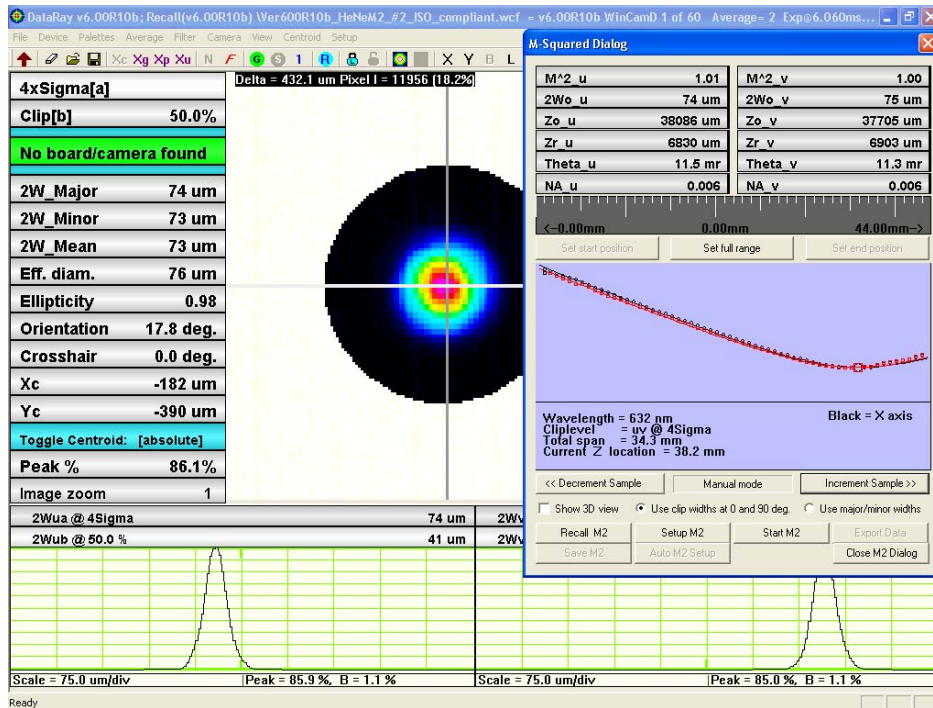 DataRay v6.00R10b; Recall(v6.00R10b) \Ver600R10b_HeNeM2_#2_ISO_compliant.wcf = v6.00R10b WinCamD 1 of 60 Average= 2 Exp@6.060ms...
File Device Palettes Average Filter Camera View Centroid Setup
Xc Xg Xp Xu N F G S 1 R X Y B L
4xSigma[a]
Clip[b] 50.0%
No board/camera found
2W_Major 74 um
2W_Minor 73 um
2W_Mean 73 um
Eff. diam. 76 um
Ellipticity 0.98
Orientation 17.8 deg.
Crosshair 0.0 deg.
Xc -182 um
Yc -390 um
Toggle Centroid: [absolute]
Peak % 86.1%
Image zoom 1
Delta = 432.1 um Pixel I = 11956 (18.2%)
M-Squared Dialog
M^2_u 1.01 M^2_v 1.00
2Wo_u 74 um 2Wo_v 75 um
Zo_u 38086 um Zo_v 37705 um
Zr_u 6830 um Zr_v 6903 um
Theta_u 11.5 mr Theta_v 11.3 mr
NA_u 0.006 NA_v 0.006
<-0.00mm 0.00mm 44.00mm->
Set start position Set full range Set end position
Wavelength = 632 nm Black = X axis
Cliplevel = uv @ 4Sigma
Total span = 34.3 mm
Current Z location = 38.2 mm
<< Decrement Sample Manual mode Increment Sample >>
Show 3D view Use clip widths at 0 and 90 deg. Use major/minor widths
Recall M2 Setup M2 Start M2 Export Data
Save M2 Auto M2 Setup Close M2 Dialog
2Wua @ 4Sigma 74 um 2Wv
2Wub @ 50.0 % 41 um 2Wv
Scale = 75.0 um/div Peak = 85.9 %, B = 1.1 % Scale = 75.0 um/div Peak = 85.0 %, B = 1.1 %
Ready